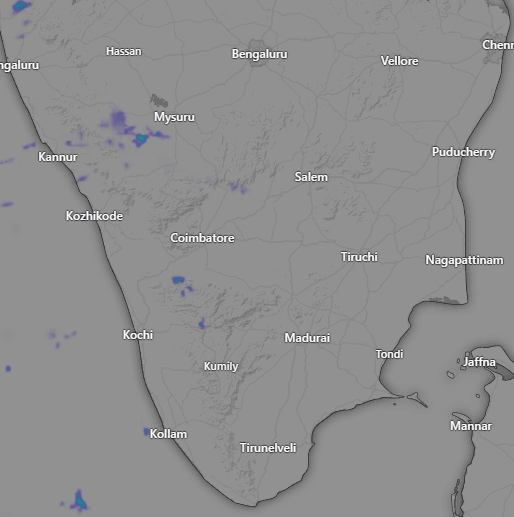 Hassan
Bengaluru
Chenn
ngaluru
Vellore
Mysuru
Kannur
Puducherry
Salem
Kozhikode
Coimbatore
Tiruchi
Nagapattinam
Kochi
Madurai
Tondi
Kumily
Jaffna
Mannar
Kollam
Tirunelveli